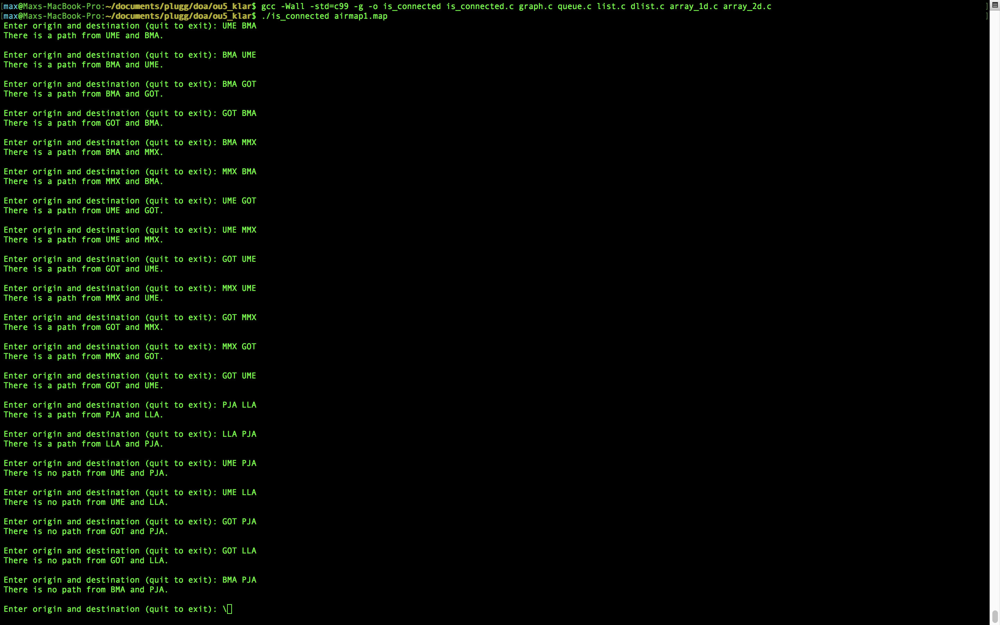 [max@Maxs-MacBook-Pro:~/documents/plugg/doa/ou5_klar$ gcc -Wall -std=c99 -g -o is_connected is_connected.c graph.c queue.c list.c dlist.c array_1d.c array_2d.c ]
[max@Maxs-MacBook-Pro:~/documents/plugg/doa/ou5_klar$ ./is_connected airmap1.map ]
Enter origin and destination (quit to exit): UME BMA
There is a path from UME and BMA.
Enter origin and destination (quit to exit): BMA UME
There is a path from BMA and UME.
Enter origin and destination (quit to exit): BMA GOT
There is a path from BMA and GOT.
Enter origin and destination (quit to exit): GOT BMA
There is a path from GOT and BMA.
Enter origin and destination (quit to exit): BMA MMX
There is a path from BMA and MMX.
Enter origin and destination (quit to exit): MMX BMA
There is a path from MMX and BMA.
Enter origin and destination (quit to exit): UME GOT
There is a path from UME and GOT.
Enter origin and destination (quit to exit): UME MMX
There is a path from UME and MMX.
Enter origin and destination (quit to exit): GOT UME
There is a path from GOT and UME.
Enter origin and destination (quit to exit): MMX UME
There is a path from MMX and UME.
Enter origin and destination (quit to exit): GOT MMX
There is a path from GOT and MMX.
Enter origin and destination (quit to exit): MMX GOT
There is a path from MMX and GOT.
Enter origin and destination (quit to exit): GOT UME
There is a path from GOT and UME.
Enter origin and destination (quit to exit): PJA LLA
There is a path from PJA and LLA.
Enter origin and destination (quit to exit): LLA PJA
There is a path from LLA and PJA.
Enter origin and destination (quit to exit): UME PJA
There is no path from UME and PJA.
Enter origin and destination (quit to exit): UME LLA
There is no path from UME and LLA.
Enter origin and destination (quit to exit): GOT PJA
There is no path from GOT and PJA.
Enter origin and destination (quit to exit): GOT LLA
There is no path from GOT and LLA.
Enter origin and destination (quit to exit): BMA PJA
There is no path from BMA and PJA.
Enter origin and destination (quit to exit): \